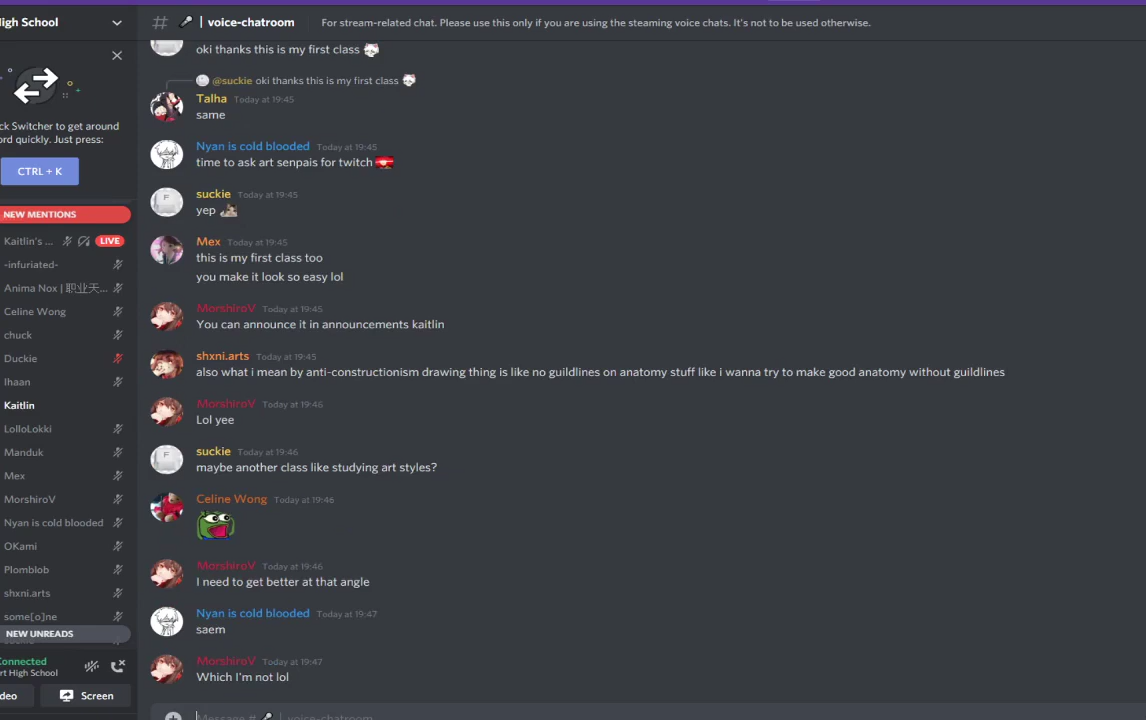 High School
voice-chatroom
For stream-related chat. Please use this only if you are using the steaming voice chats. It's not to be used otherwise.
ck Switcher to get around
ord quickly. Just press:
CTRL + K
NEW MENTIONS
Kaitlin's ...
LIVE
-infuriated-
Anima Nox | 职业天...
Celine Wong
chuck
Duckie
Ihaan
Kaitlin
LolloLokki
Manduk
Mex
MorshiroV
Nyan is cold blooded
OKami
Plomblob
shxni.arts
some[o]ne
NEW UNREADS
Connected
rt High School
deo
Screen
oki thanks this is my first class
@suckie oki thanks this is my first class
Talha Today at 19:45
same
Nyan is cold blooded Today at 19:45
time to ask art senpais for twitch
suckie Today at 19:45
yep
Mex Today at 19:45
this is my first class too
you make it look so easy lol
MorshiroV Today at 19:45
You can announce it in announcements kaitlin
shxni.arts Today at 19:45
also what i mean by anti-constructionism drawing thing is like no guildlines on anatomy stuff like i wanna try to make good anatomy without guildlines
MorshiroV Today at 19:46
Lol yee
suckie Today at 19:46
maybe another class like studying art styles?
Celine Wong Today at 19:46
MorshiroV Today at 19:46
I need to get better at that angle
Nyan is cold blooded Today at 19:47
saem
MorshiroV Today at 19:47
Which I'm not lol
Message # | voice-chatroom